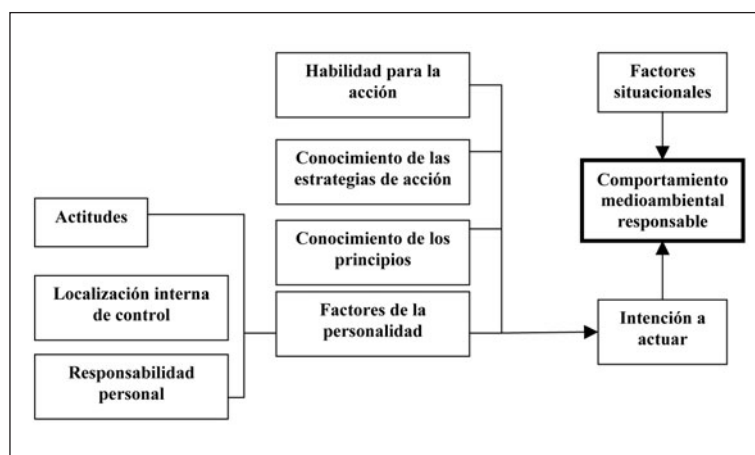 Habilidad para la
acción
Factores
situacionales
Conocimiento de las
estrategias de acción
Comportamiento
medioambiental
responsable
Actitudes
Conocimiento de los
principios
Localización interna
de control
Factores de la
personalidad
Intención a
actuar
Responsabilidad
personal